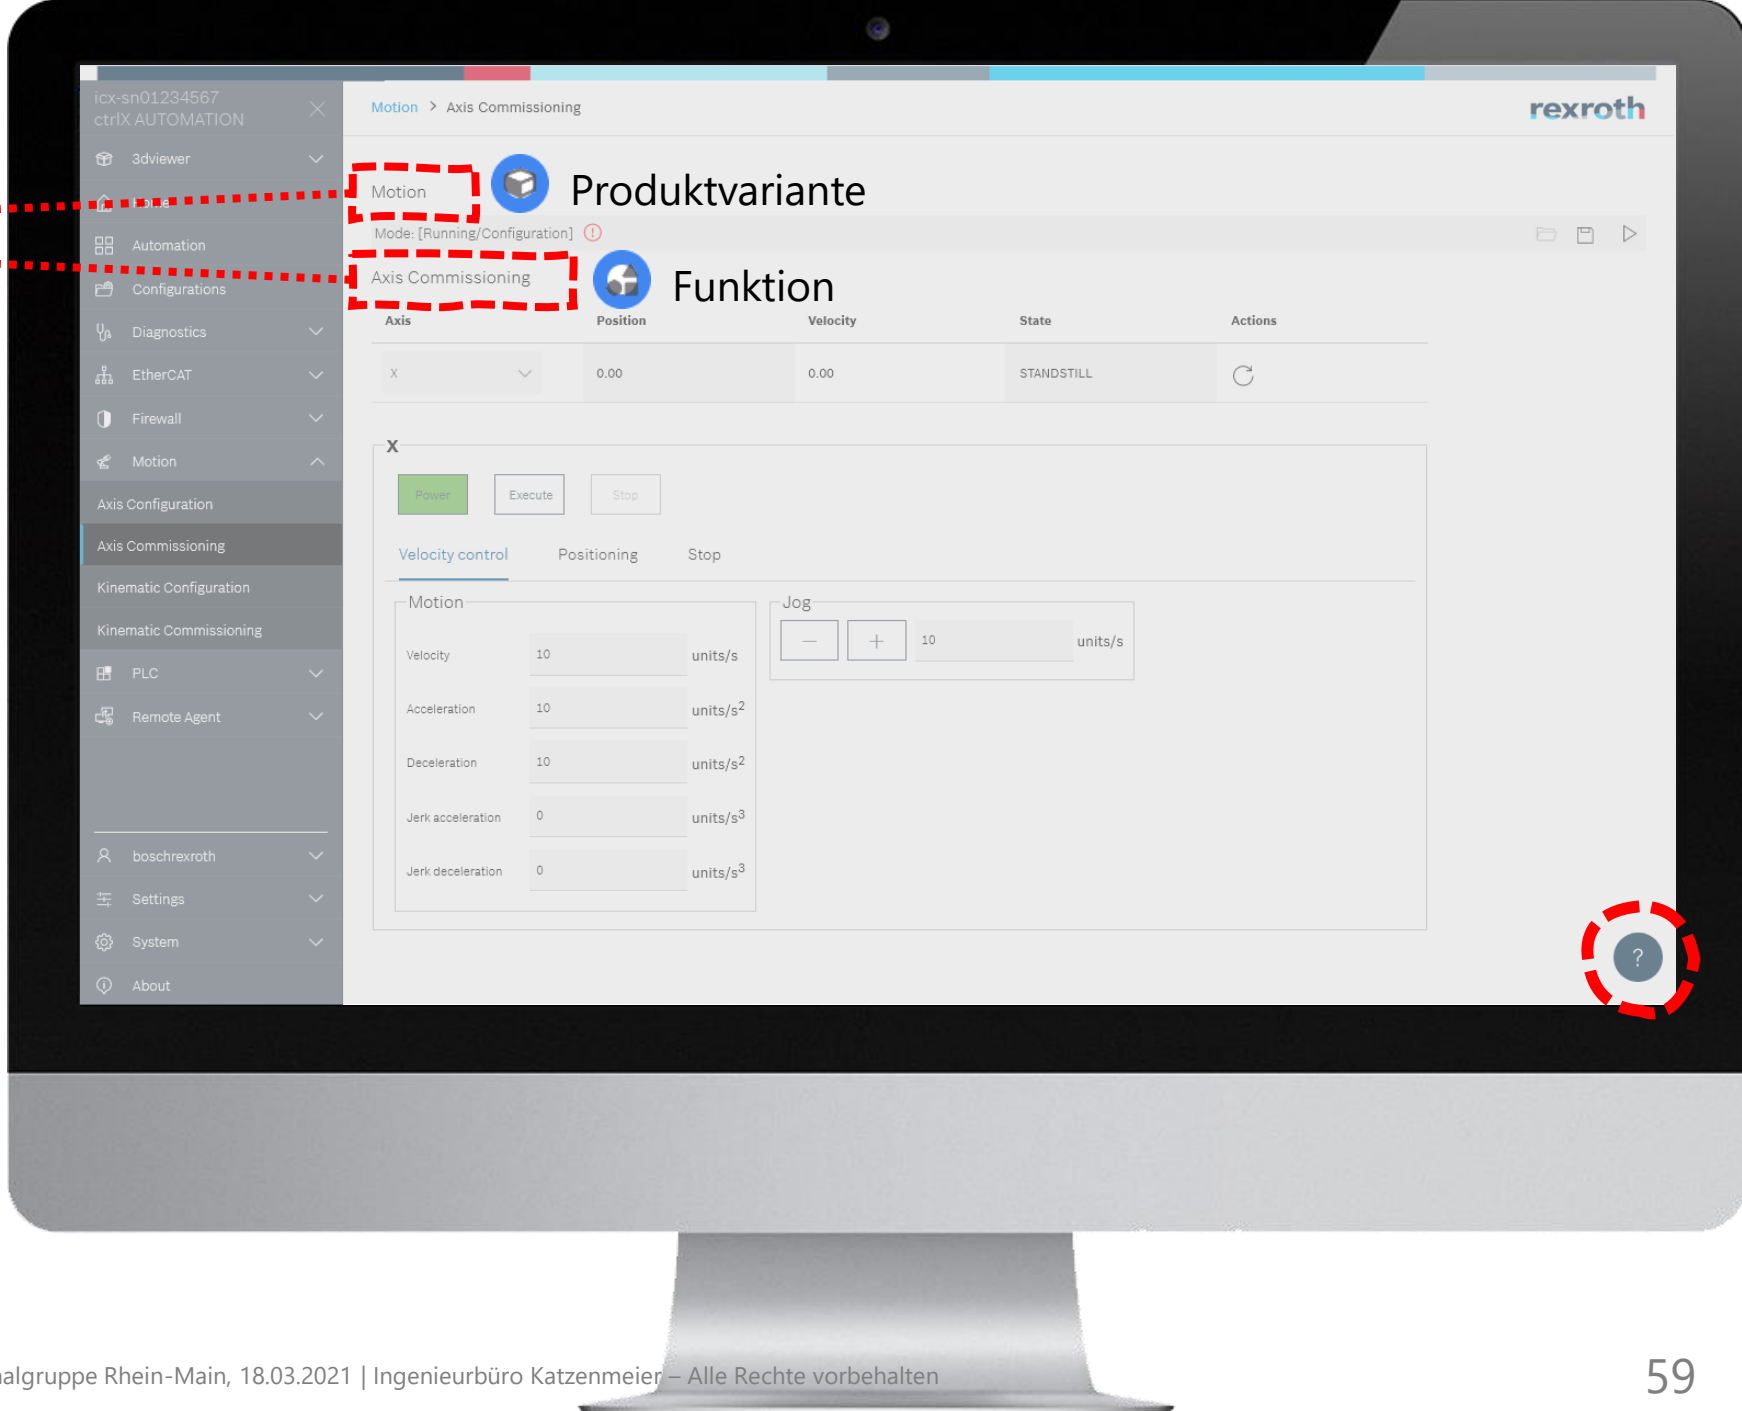 icx-sn01234567
ctrlX AUTOMATION
3dviewer
Home
Automation
Configurations
Diagnostics
EtherCAT
Firewall
Motion
Axis Configuration
Axis Commissioning
Kinematic Configuration
Kinematic Commissioning
PLC
Remote Agent
boschrexroth
Settings
System
About
Motion > Axis Commissioning
rexroth
Motion
Produktvariante
Mode: [Running/Configuration]
Axis Commissioning
Funktion
Axis Position Velocity State Actions
X 0.00 0.00 STANDSTILL
X
Power Execute Stop
Velocity control Positioning Stop
Motion
Velocity 10 units/s
Acceleration 10 units/s²
Deceleration 10 units/s²
Jerk acceleration 0 units/s³
Jerk deceleration 0 units/s³
Jog
− + 10 units/s
?
algruppe Rhein-Main, 18.03.2021 | Ingenieurbüro Katzenmeier – Alle Rechte vorbehalten
59